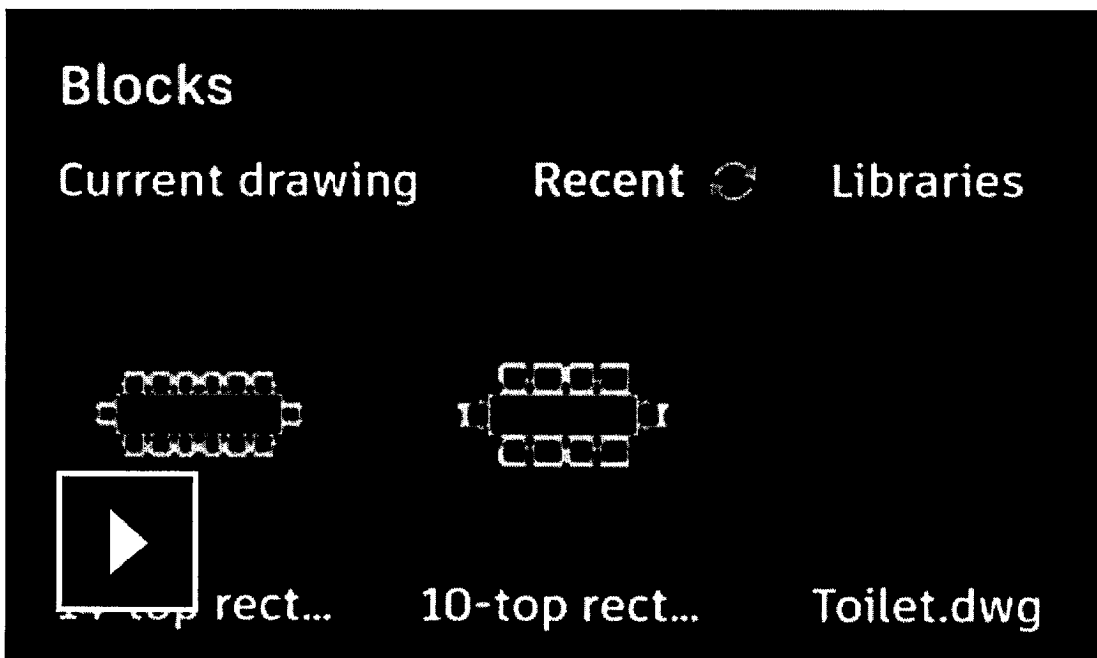 Blocks
Current drawing Recent Libraries
rect... 10-top rect... Toilet.dwg